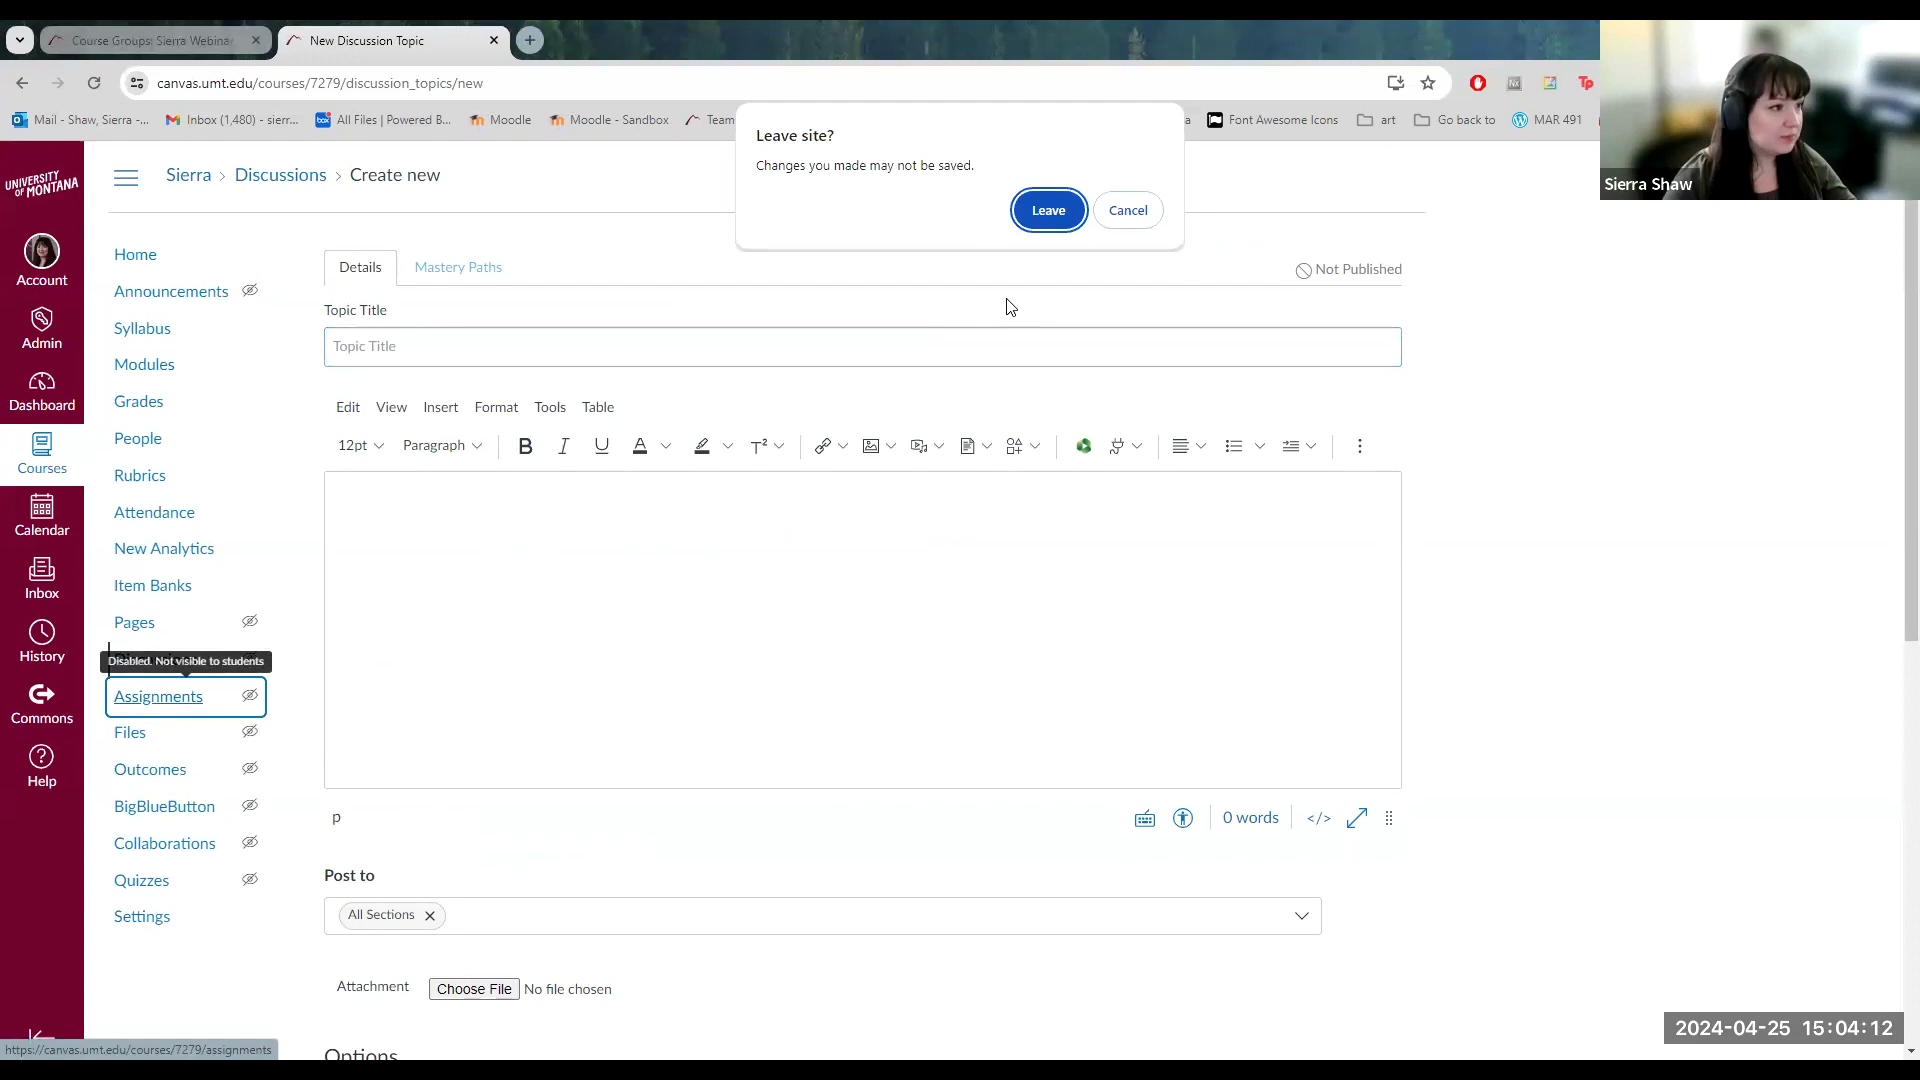 Course Groups: Sierra Webinar
New Discussion Topic
canvas.umt.edu/courses/7279/discussion_topics/new
Mail - Shaw, Sierra -...
Inbox (1,480) - sierr...
All Files | Powered B...
Moodle
Moodle - Sandbox
Team
a
Font Awesome Icons
art
Go back to
MAR 491
Tp
Leave site?
Changes you made may not be saved.
Leave
Cancel
Sierra Shaw
UNIVERSITY OF MONTANA
Account
Admin
Dashboard
Courses
Calendar
Inbox
History
Commons
Help
Sierra > Discussions > Create new
Home
Announcements
Syllabus
Modules
Grades
People
Rubrics
Attendance
New Analytics
Item Banks
Pages
Disabled. Not visible to students
Assignments
Files
Outcomes
BigBlueButton
Collaborations
Quizzes
Settings
Details
Mastery Paths
Not Published
Topic Title
Topic Title
Edit View Insert Format Tools Table
12pt Paragraph B I U A T²
p
0 words </>
Post to
All Sections
Attachment Choose File No file chosen
Options
https://canvas.umt.edu/courses/7279/assignments
2024-04-25 15:04:12